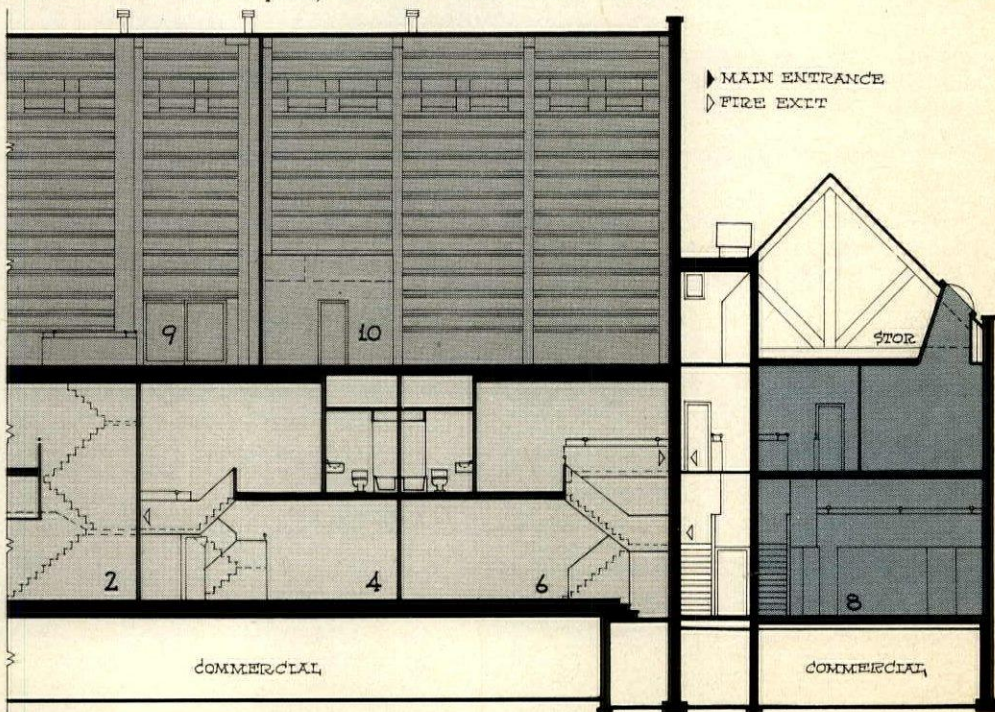 MAIN ENTRANCE
FIRE EXIT
9
10
STOR
2
4
6
8
COMMERCIAL
COMMERCIAL